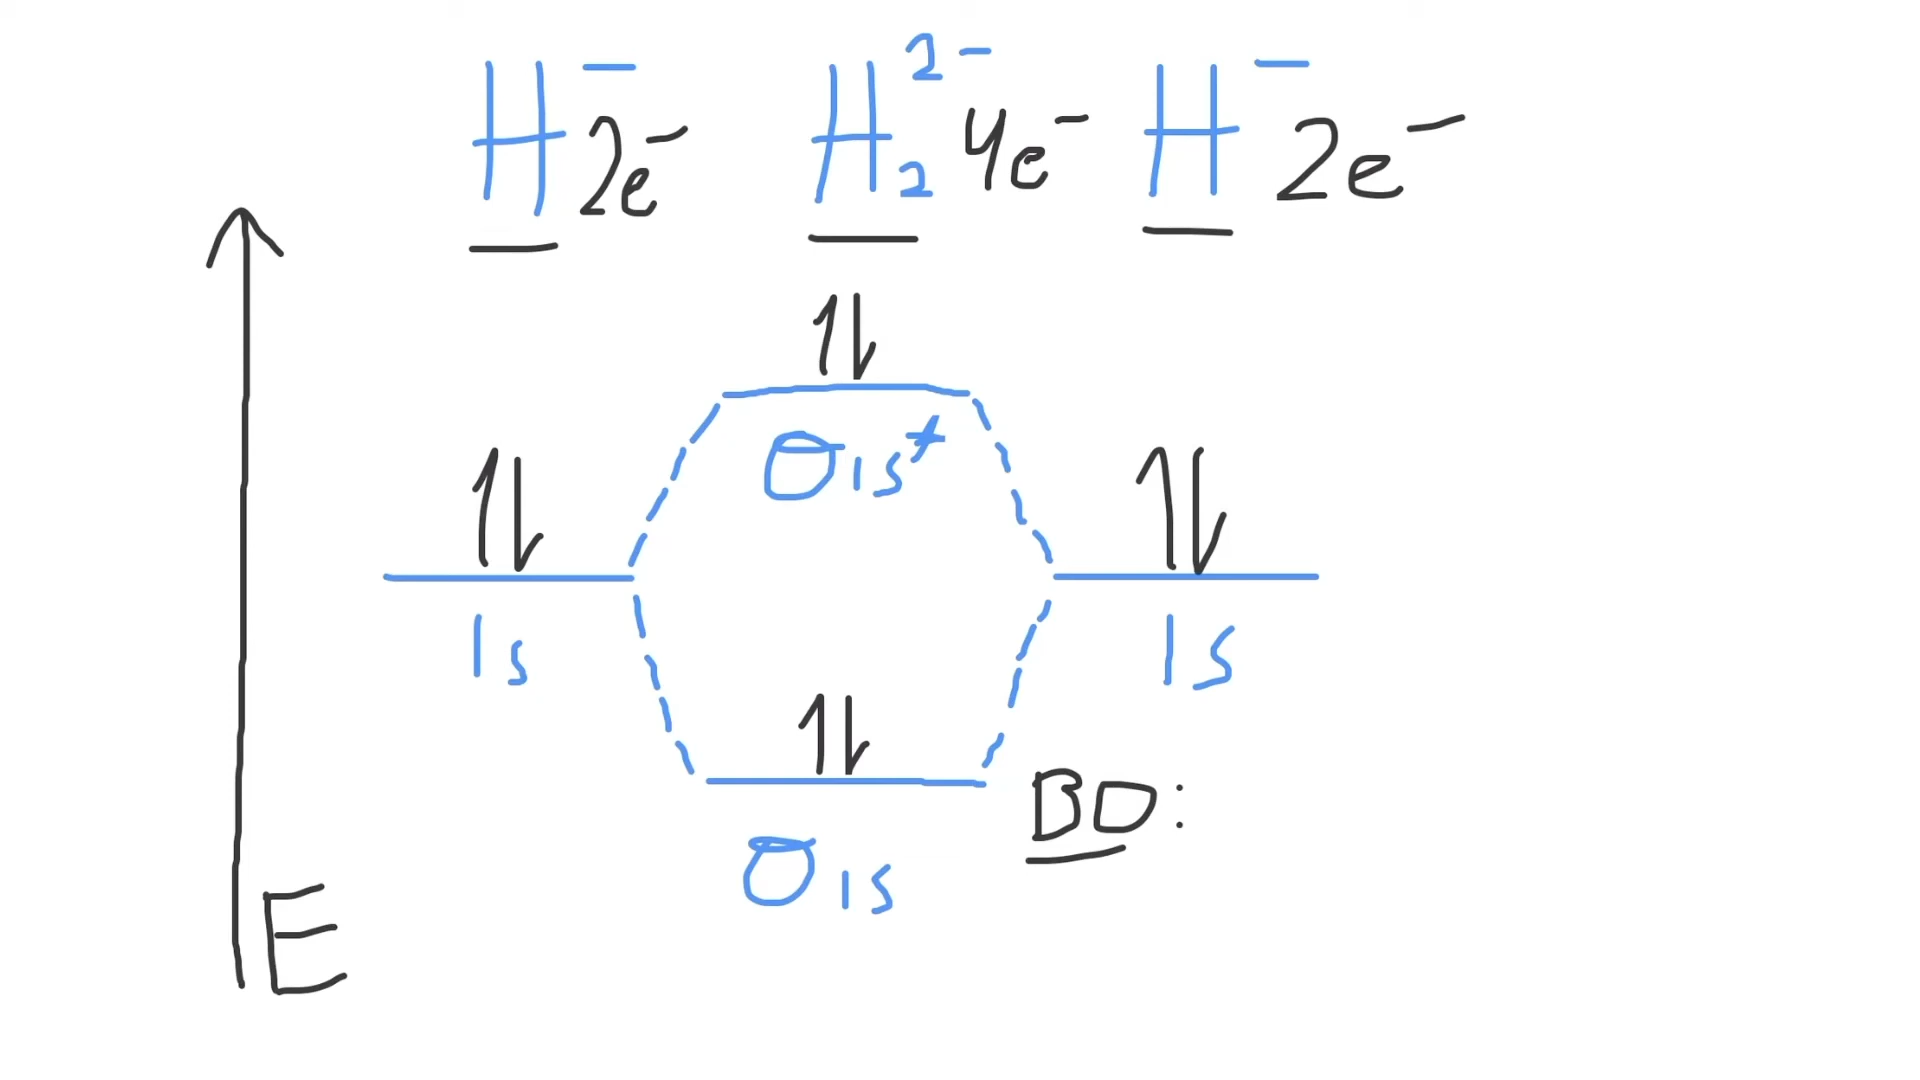 H⁻ 2e⁻ H₂²⁻ 4e⁻ H⁻ 2e⁻
σ1s*
1s 1s
BO:
σ1s
E